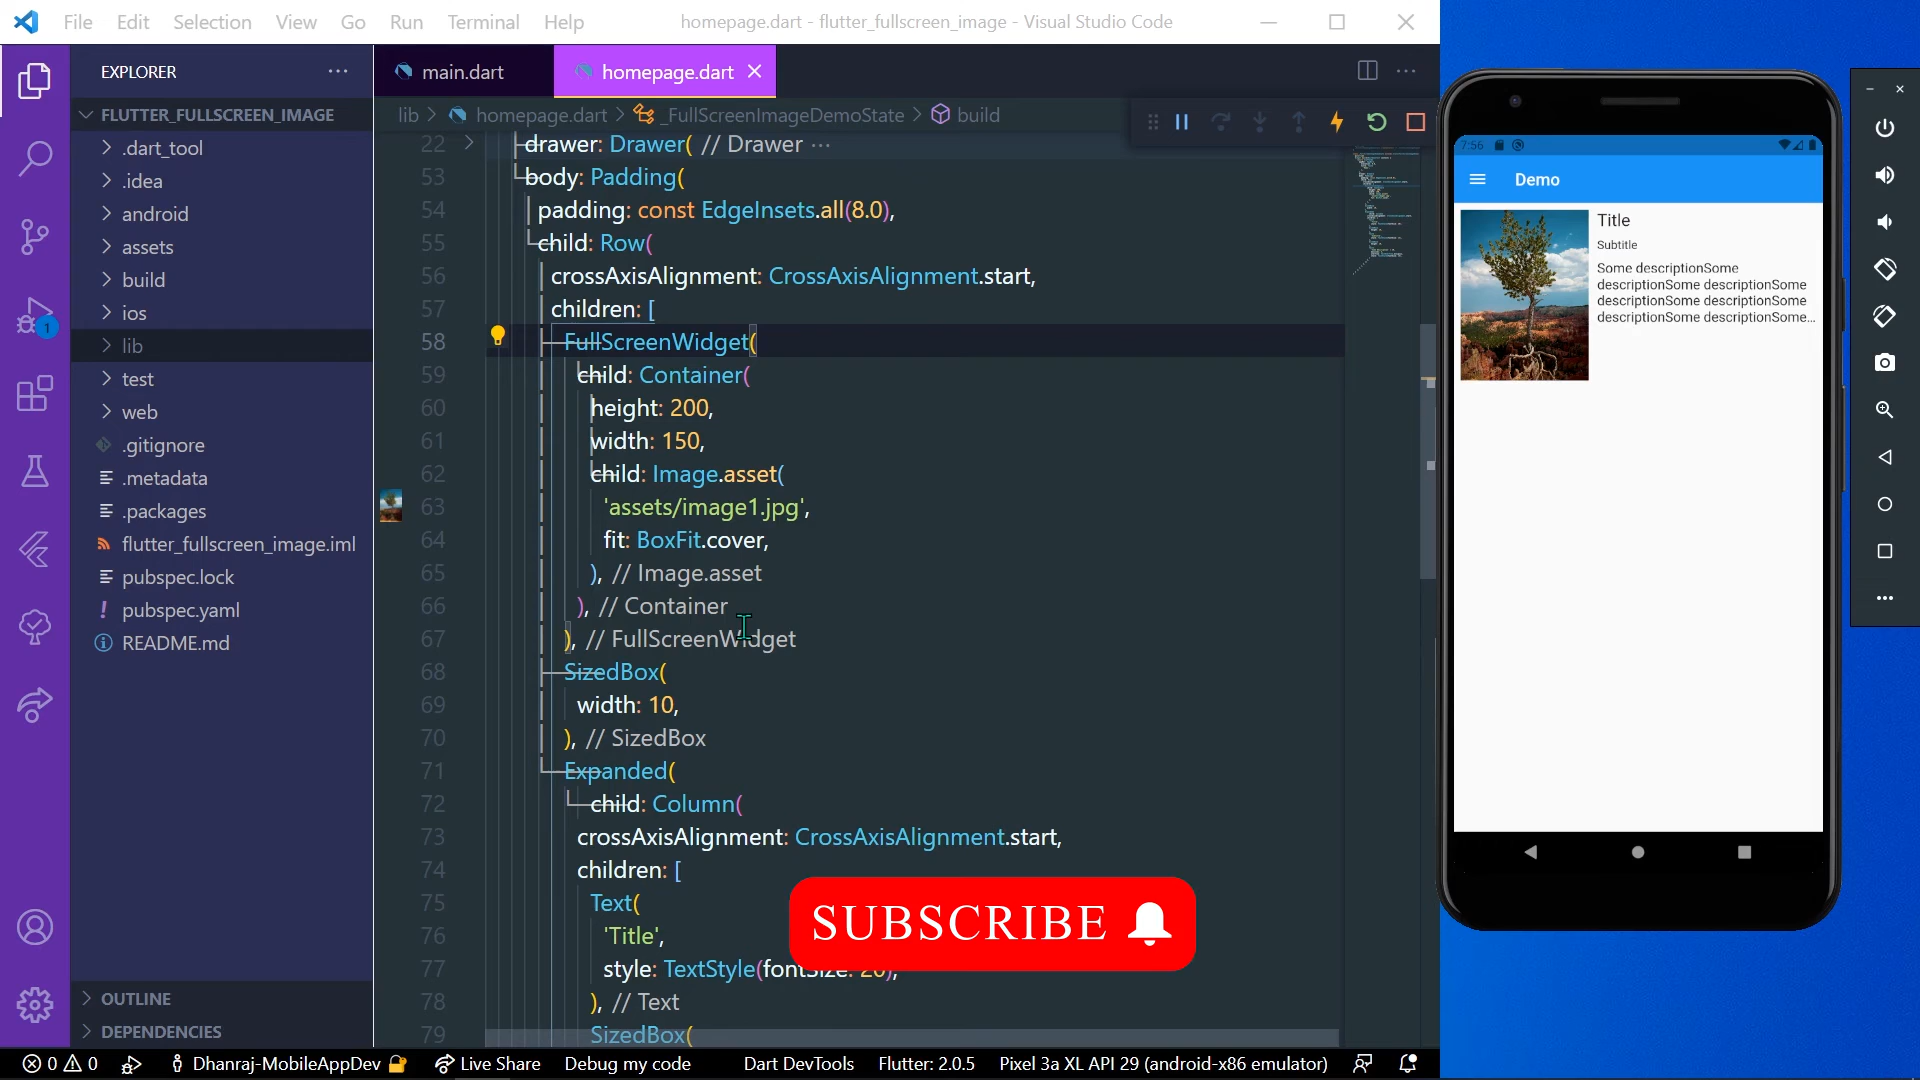 File Edit Selection View Go Run Terminal Help
homepage.dart - flutter_fullscreen_image - Visual Studio Code
EXPLORER
FLUTTER_FULLSCREEN_IMAGE
.dart_tool
.idea
android
assets
build
ios
lib
test
web
.gitignore
.metadata
.packages
flutter_fullscreen_image.iml
pubspec.lock
pubspec.yaml
README.md
OUTLINE
DEPENDENCIES
1
main.dart
homepage.dart
lib > homepage.dart > _FullScreenImageDemoState > build
22 drawer: Drawer( // Drawer ···
53 body: Padding(
54 padding: const EdgeInsets.all(8.0),
55 child: Row(
56 crossAxisAlignment: CrossAxisAlignment.start,
57 children: [
58 FullScreenWidget(
59 child: Container(
60 height: 200,
61 width: 150,
62 child: Image.asset(
63 'assets/image1.jpg',
64 fit: BoxFit.cover,
65 ), // Image.asset
66 ), // Container
67 ), // FullScreenWidget
68 SizedBox(
69 width: 10,
70 ), // SizedBox
71 Expanded(
72 child: Column(
73 crossAxisAlignment: CrossAxisAlignment.start,
74 children: [
75 Text(
76 'Title',
77 style: TextStyle(fontSize: 20),
78 ), // Text
79 SizedBox(
SUBSCRIBE
0 0
Dhanraj-MobileAppDev
Live Share
Debug my code
Dart DevTools
Flutter: 2.0.5
Pixel 3a XL API 29 (android-x86 emulator)
7:56
Demo
Title
Subtitle
Some descriptionSome
descriptionSome descriptionSome
descriptionSome descriptionSome
descriptionSome descriptionSome...